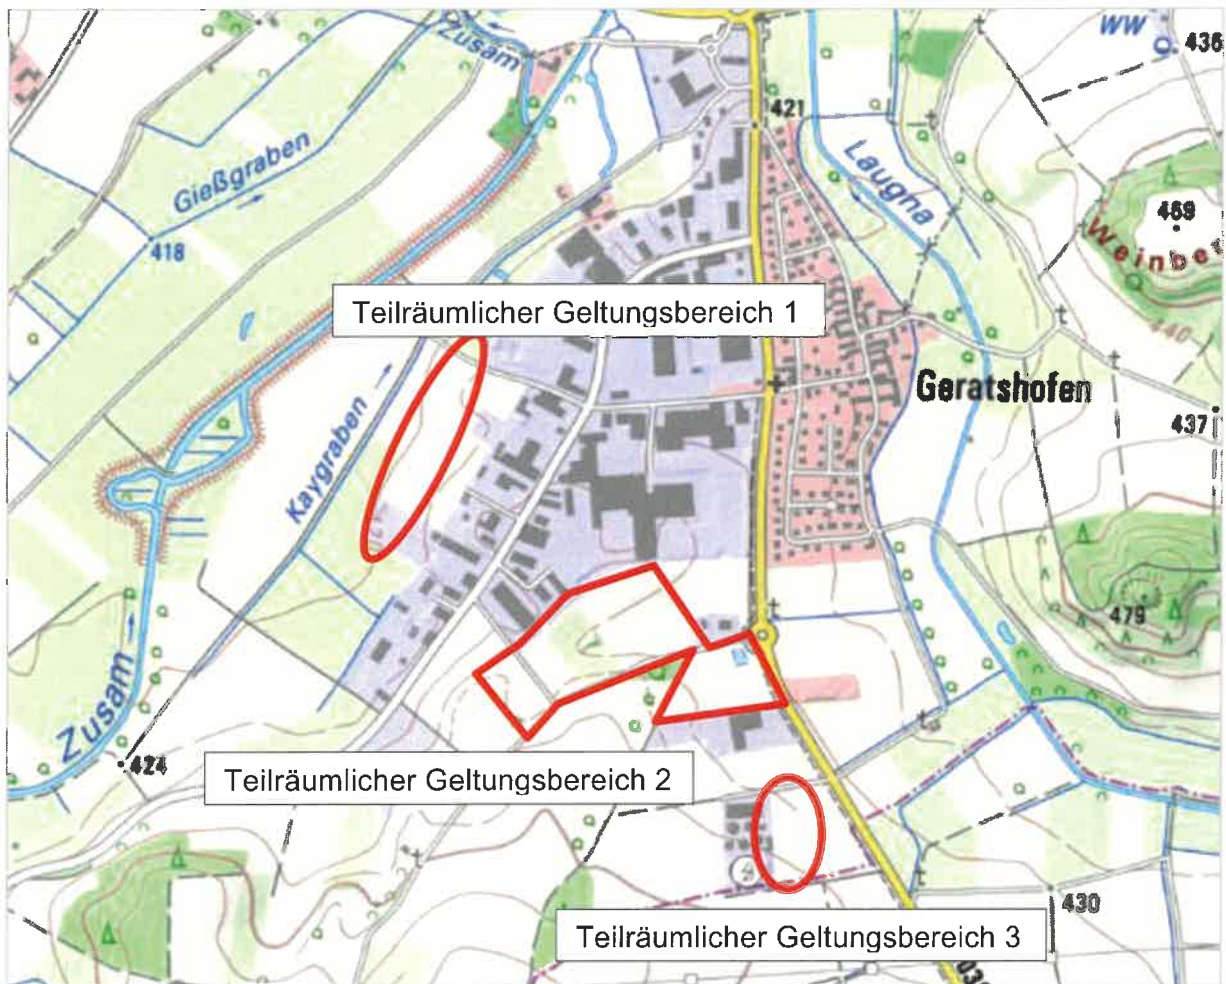 Zusam
WW
436
421
Gießgraben
Laugna
418
469
Teilräumlicher Geltungsbereich 1
440
Geratshofen
437
Kaygraben
479
Zusam
424
Teilräumlicher Geltungsbereich 2
430
Teilräumlicher Geltungsbereich 3